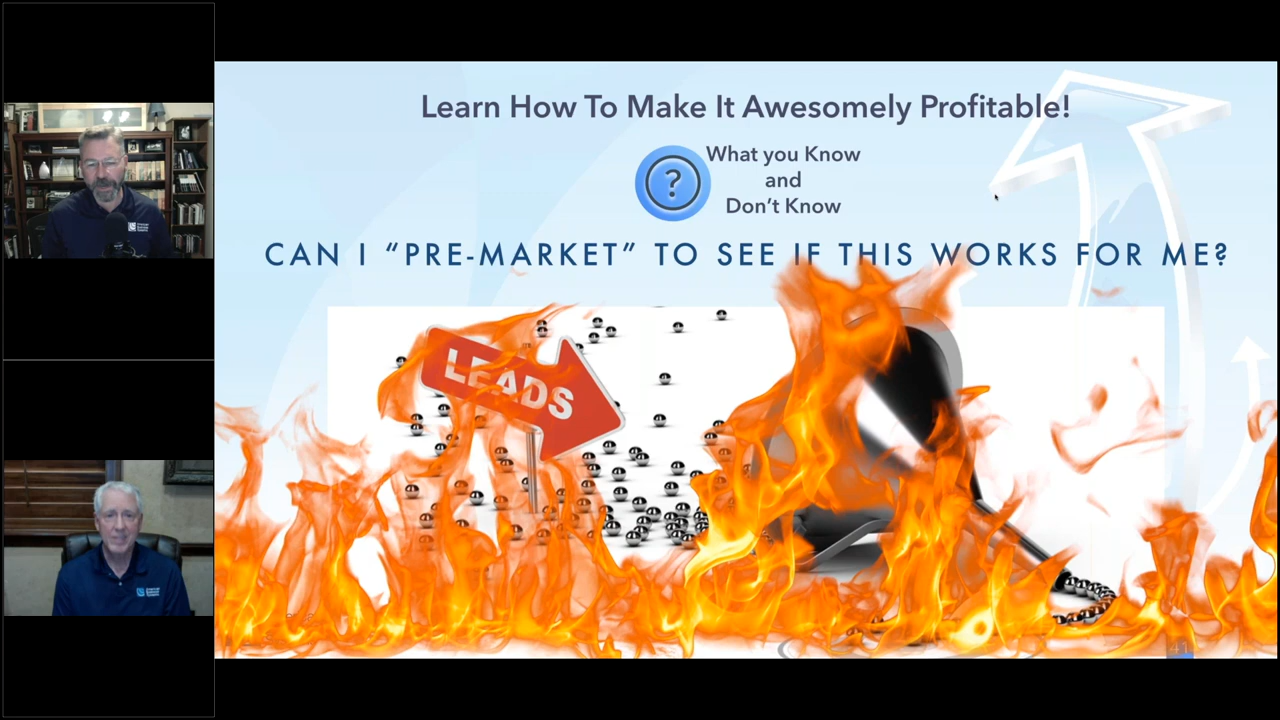 Learn How To Make It Awesomely Profitable!
?
What you Know
and
Don't Know
CAN I “PRE-MARKET” TO SEE IF THIS WORKS FOR ME?
LEADS
41